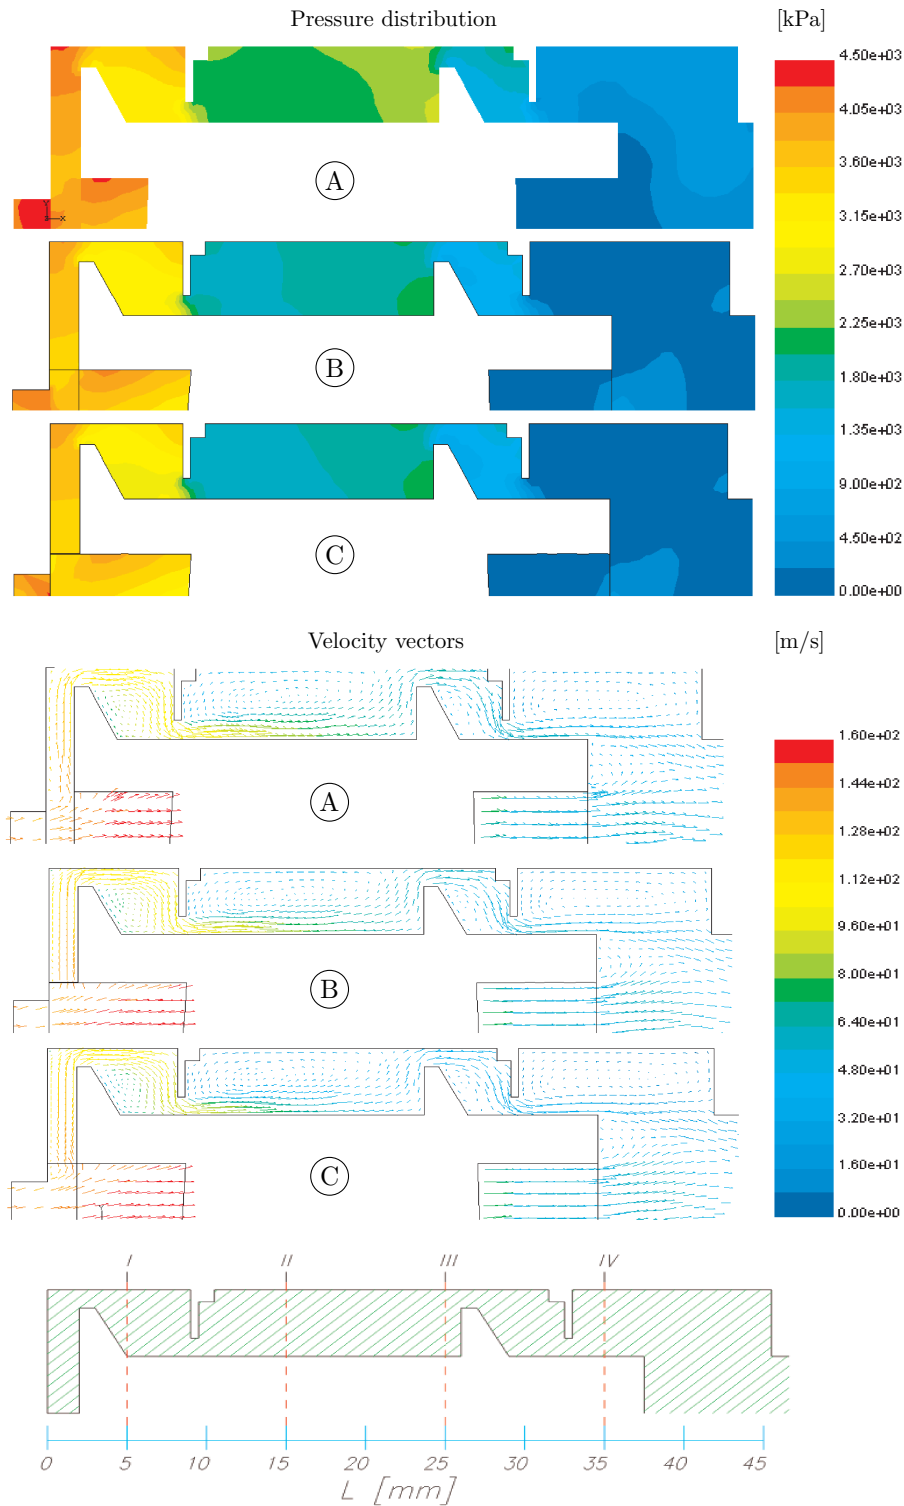 Pressure distribution [kPa]
4.50e+03
4.05e+03
3.60e+03
3.15e+03
2.70e+03
2.25e+03
1.80e+03
1.35e+03
9.00e+02
4.50e+02
0.00e+00
A
Y
X
B
C
Velocity vectors [m/s]
1.60e+02
1.44e+02
1.28e+02
1.12e+02
9.60e+01
8.00e+01
6.40e+01
4.80e+01
3.20e+01
1.60e+01
0.00e+00
A
B
C
I II III IV
0 5 10 15 20 25 30 35 40 45
L [mm]